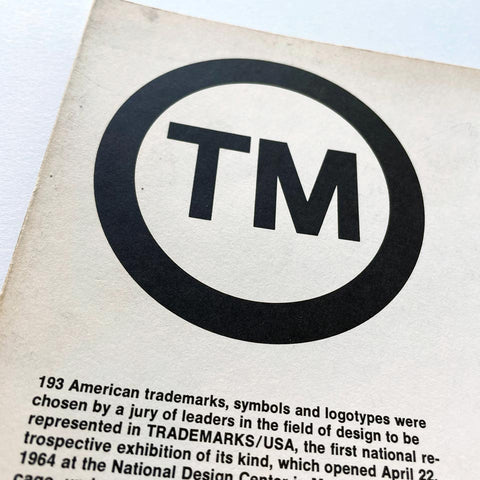 TM
193 American trademarks, symbols and logotypes were
chosen by a jury of leaders in the field of design to be
represented in TRADEMARKS/USA, the first national re-
trospective exhibition of its kind, which opened April 22,
1964 at the National Design Center in